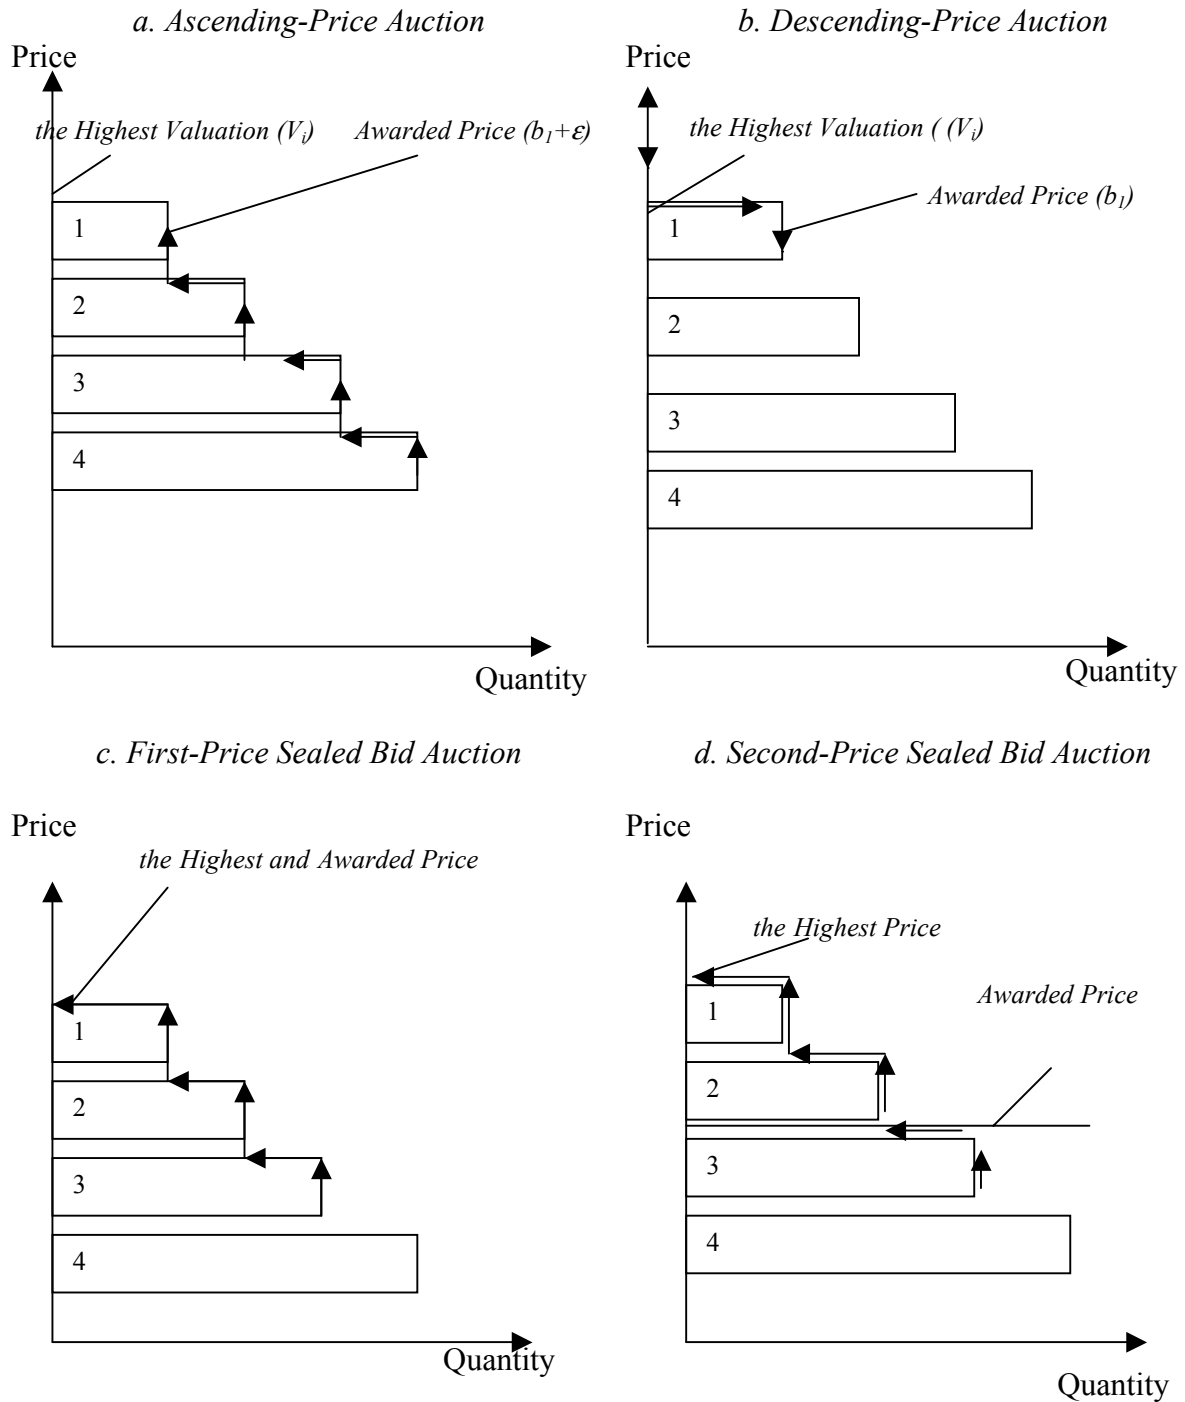 a. Ascending-Price Auction
Price
the Highest Valuation (Vi)
Awarded Price (b1+ε)
1
2
3
4
Quantity
b. Descending-Price Auction
Price
the Highest Valuation ( (Vi)
Awarded Price (b1)
1
2
3
4
Quantity
c. First-Price Sealed Bid Auction
Price
the Highest and Awarded Price
1
2
3
4
Quantity
d. Second-Price Sealed Bid Auction
Price
the Highest Price
Awarded Price
1
2
3
4
Quantity